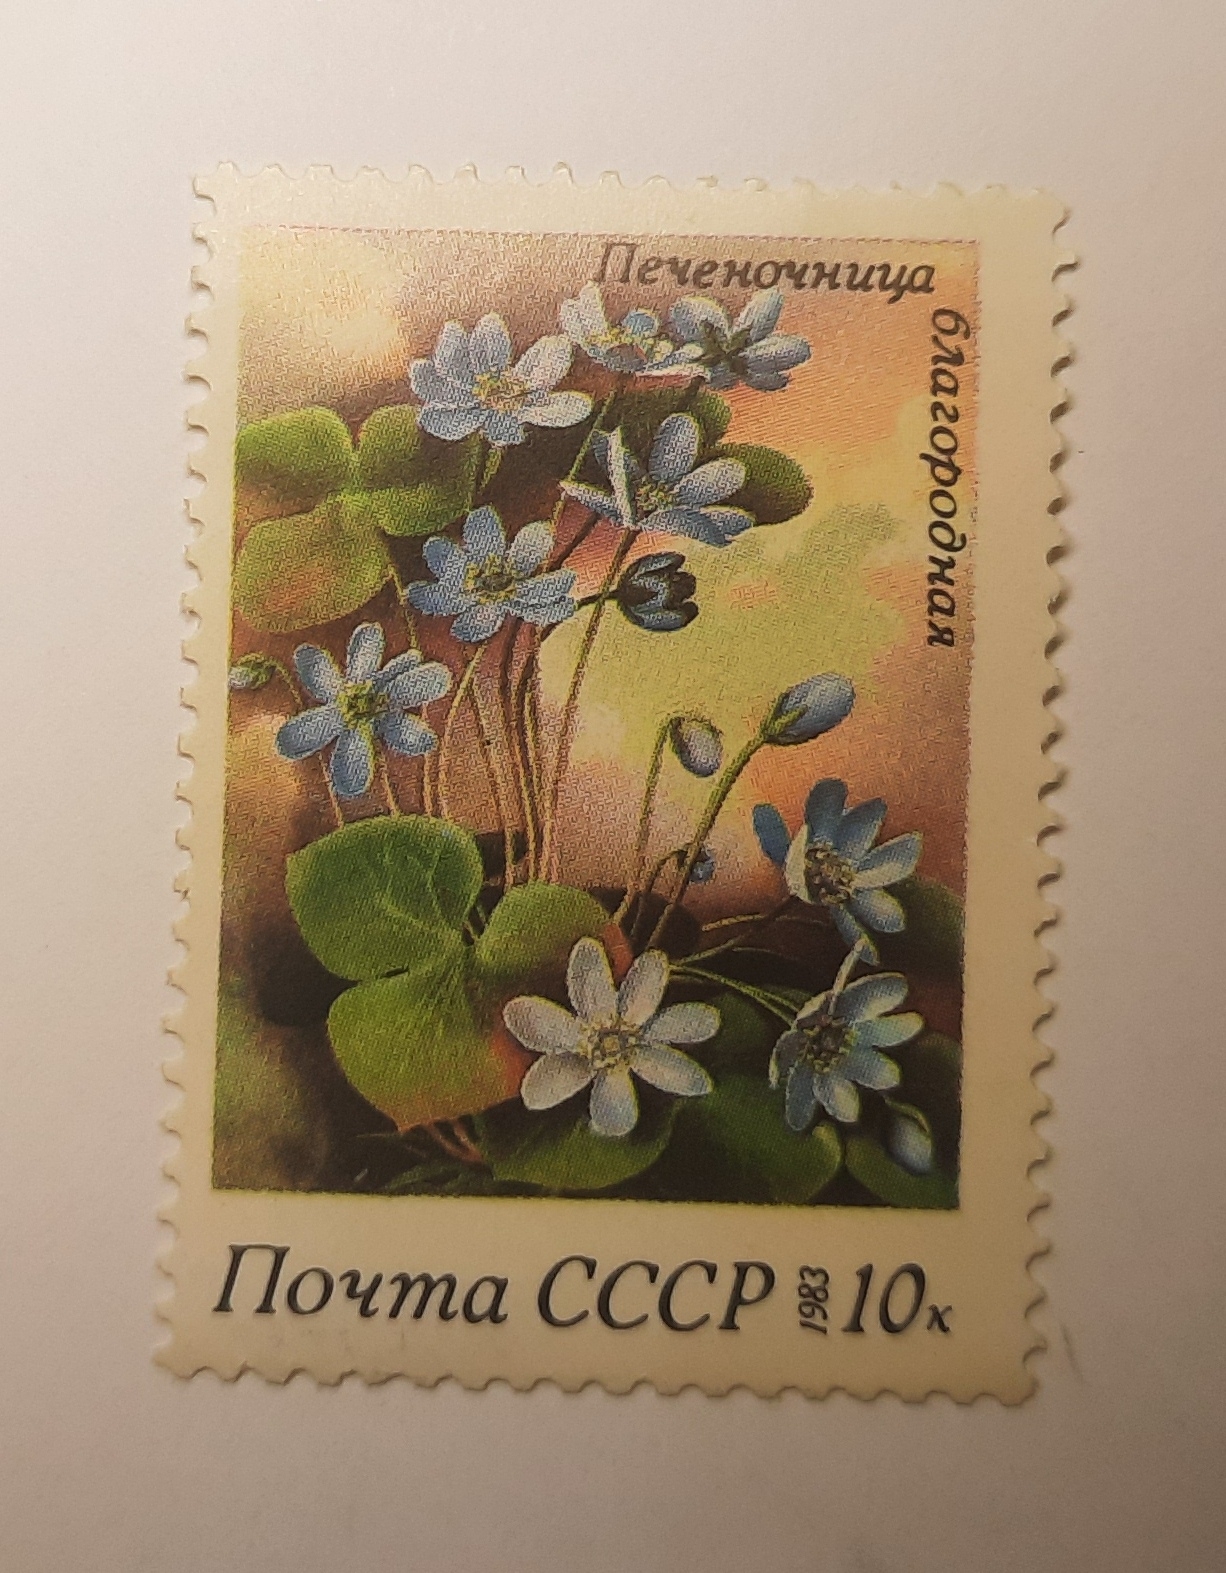 Печеночница
благородная
Почта СССР 1983 10к